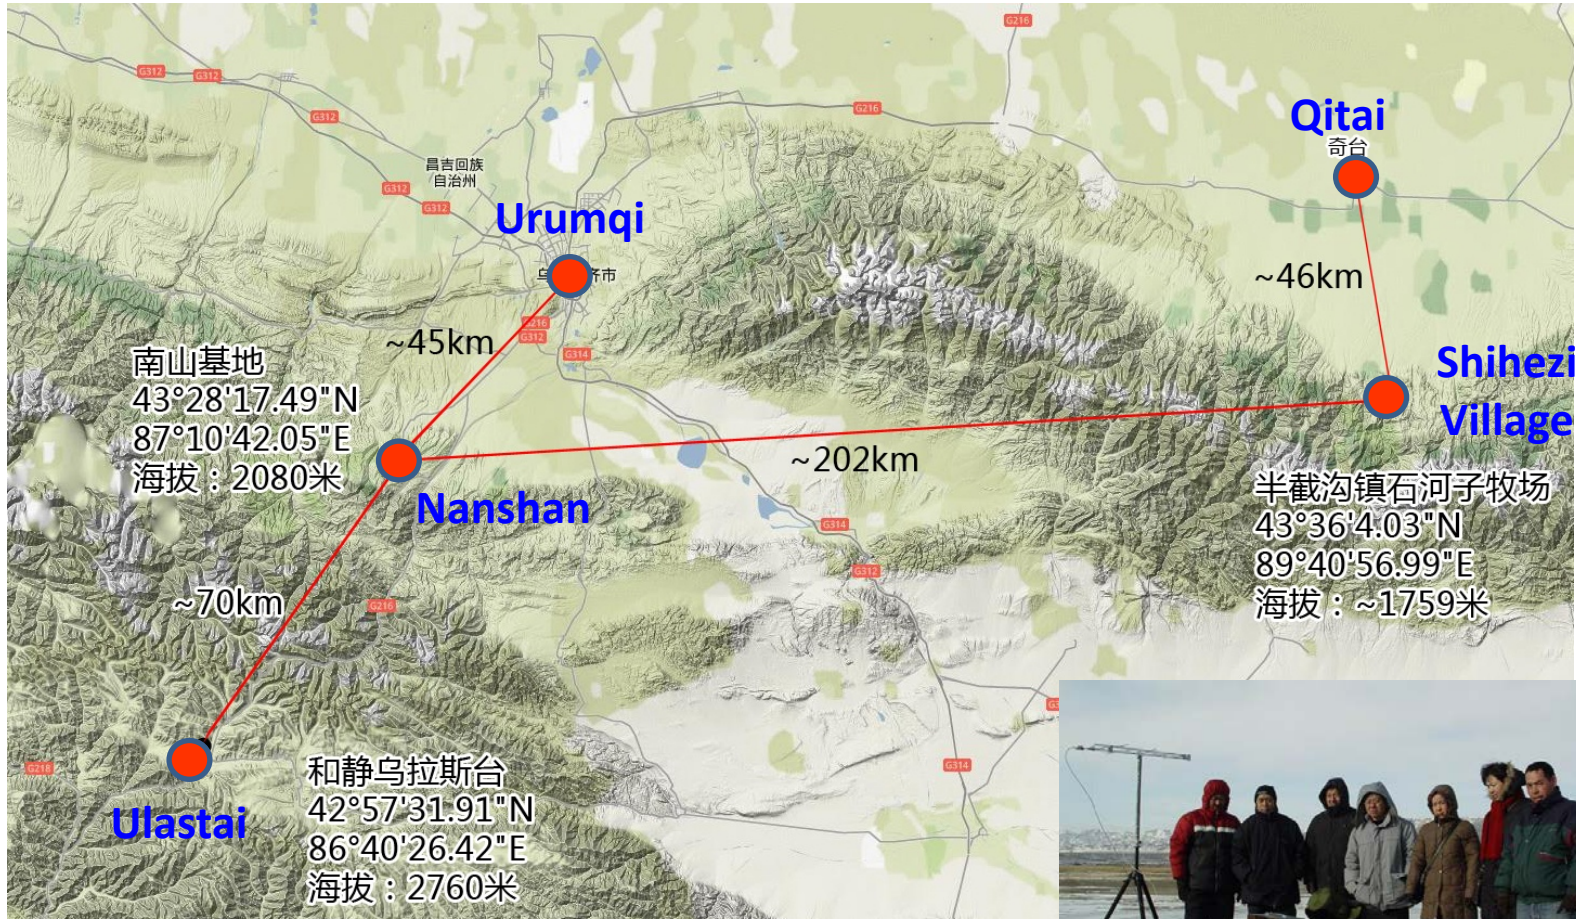 G216
G312
G312
G216
Qitai
奇台
G312
昌吉回族
自治州
G312
G312
Urumqi
齐市
~46km
G216
G312
~45km
G314
南山基地
43°28'17.49"N
87°10'42.05"E
海拔：2080米
Shihezi
Village
~202km
Nanshan
半截沟镇石河子牧场
43°36'4.03"N
89°40'56.99"E
海拔：~1759米
G314
G312
~70km
G216
G218
G314
和静乌拉斯台
42°57'31.91"N
86°40'26.42"E
海拔：2760米
Ulastai